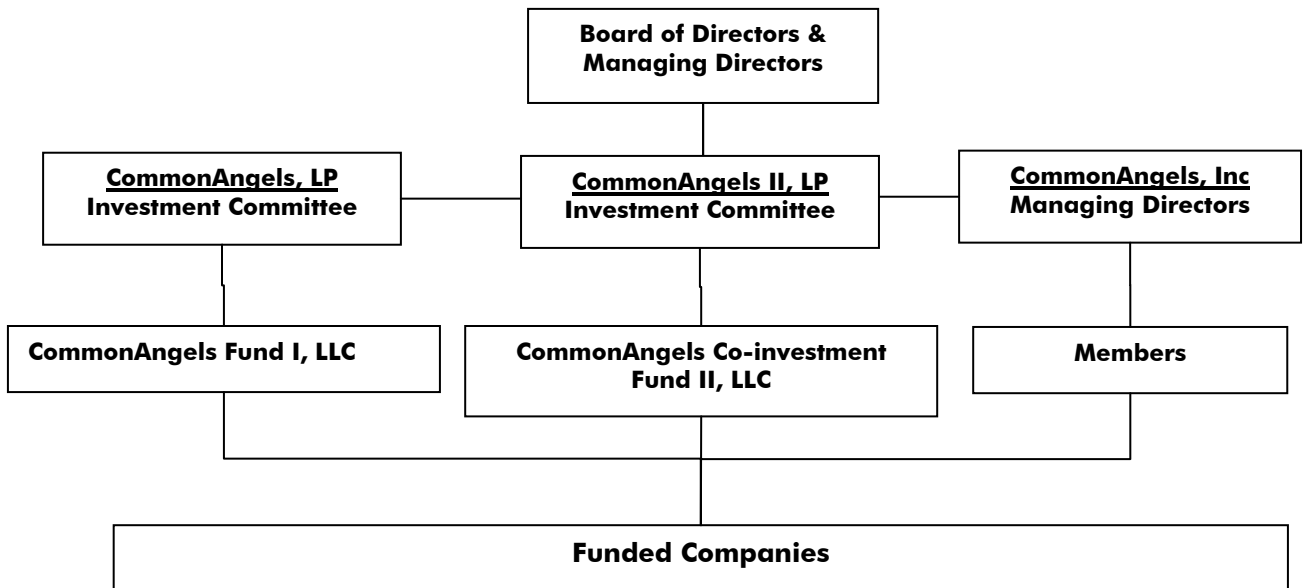 Board of Directors &
Managing Directors
CommonAngels, LP
Investment Committee
CommonAngels II, LP
Investment Committee
CommonAngels, Inc
Managing Directors
CommonAngels Fund I, LLC
CommonAngels Co-investment
Fund II, LLC
Members
Funded Companies